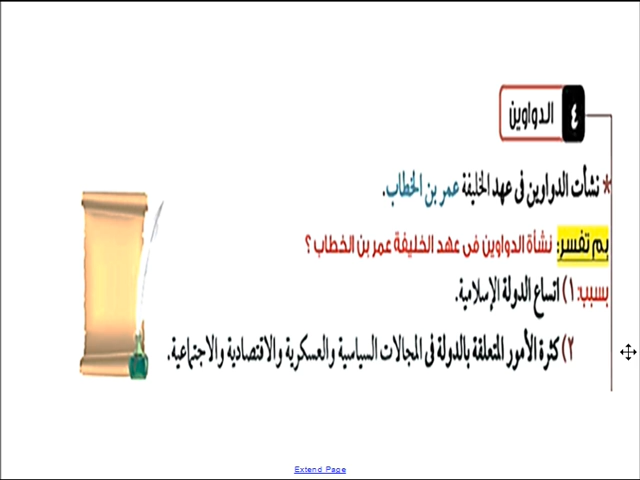 ٤ الدواوين
* نشأت الدواوين فى عهد الخليفة عمر بن الخطاب.
بم تفسر: نشأة الدواوين فى عهد الخليفة عمر بن الخطاب ؟
بسبب: ١) اتساع الدولة الإسلامية.
٢) كثرة الأمور المتعلقة بالدولة فى المجالات السياسية والعسكرية والاقتصادية والاجتماعية.
Extend Page